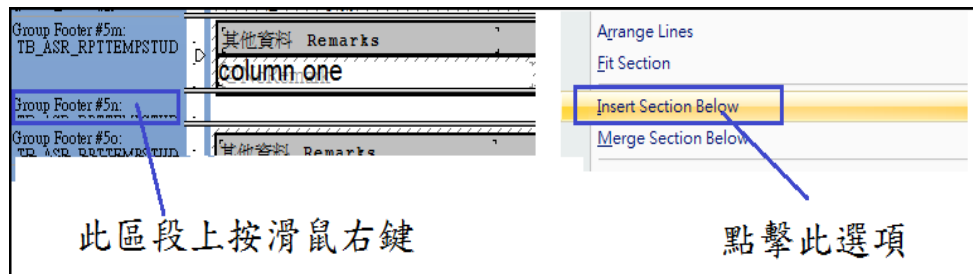 Group Footer #5m:
TB_ASR_RPTTEMPSTUD
其他資料 Remarks
column one
Group Footer #5n:
Group Footer #5o:
TB_ASR_RPTTEMPSTUD
其他資料 Remarks
Arrange Lines
Fit Section
Insert Section Below
Merge Section Below
此區段上按滑鼠右鍵
點擊此選項